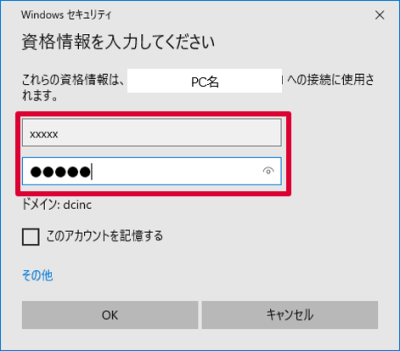 Windows セキュリティ
資格情報を入力してください
これらの資格情報は、 PC名 への接続に使用さ
れます。
xxxxx
●●●●●
ドメイン: dcinc
このアカウントを記憶する
その他
OK キャンセル